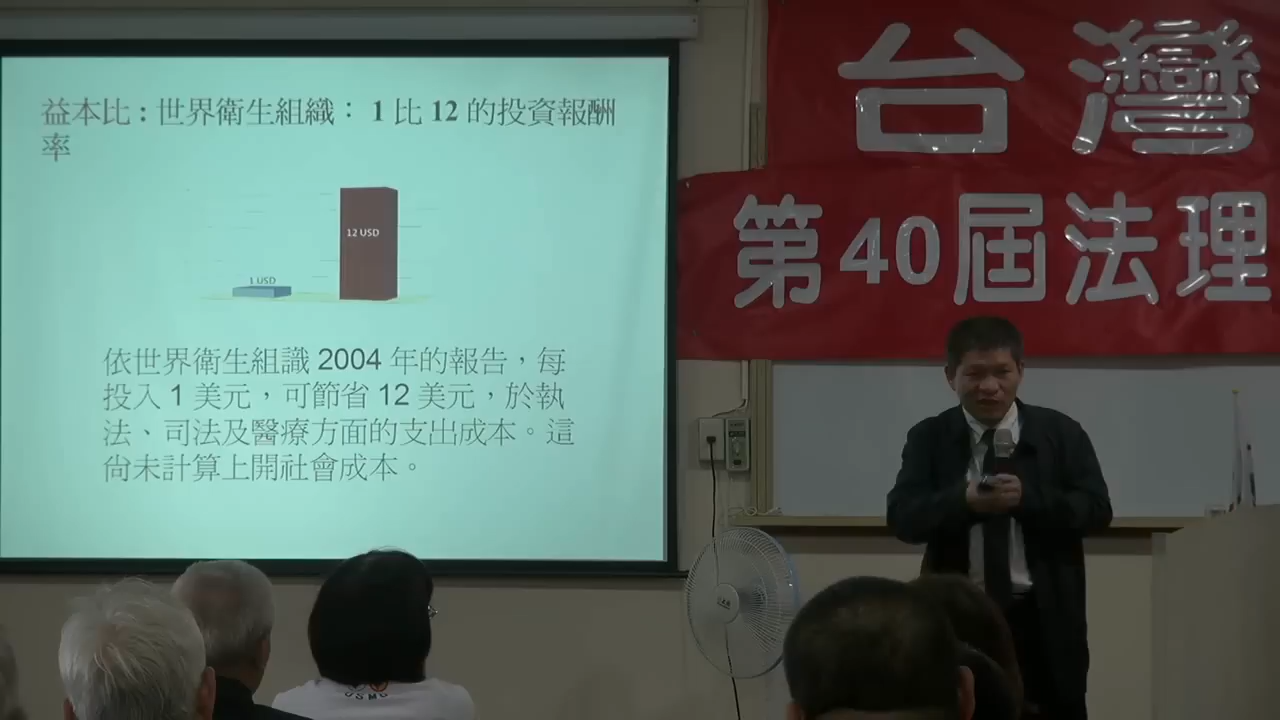 益本比 : 世界衛生組織： 1 比 12 的投資報酬
率
12 USD
1 USD
依世界衛生組識 2004 年的報告，每
投入 1 美元，可節省 12 美元，於執
法、司法及醫療方面的支出成本。這
尚未計算上開社會成本。
台灣
第40屆法理